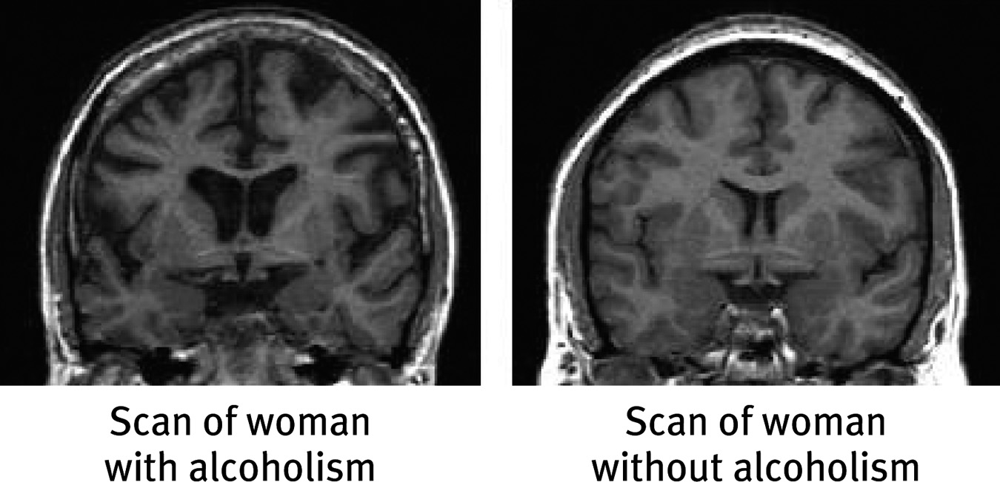 Scan of woman
with alcoholism
Scan of woman
without alcoholism